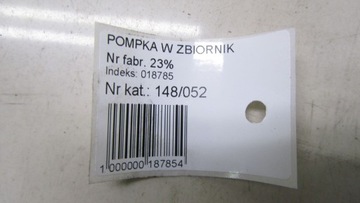 POMPKA W ZBIORNIK
Nr fabr. 23%
Indeks: 018785
Nr kat.: 148/052
1 000000 187854